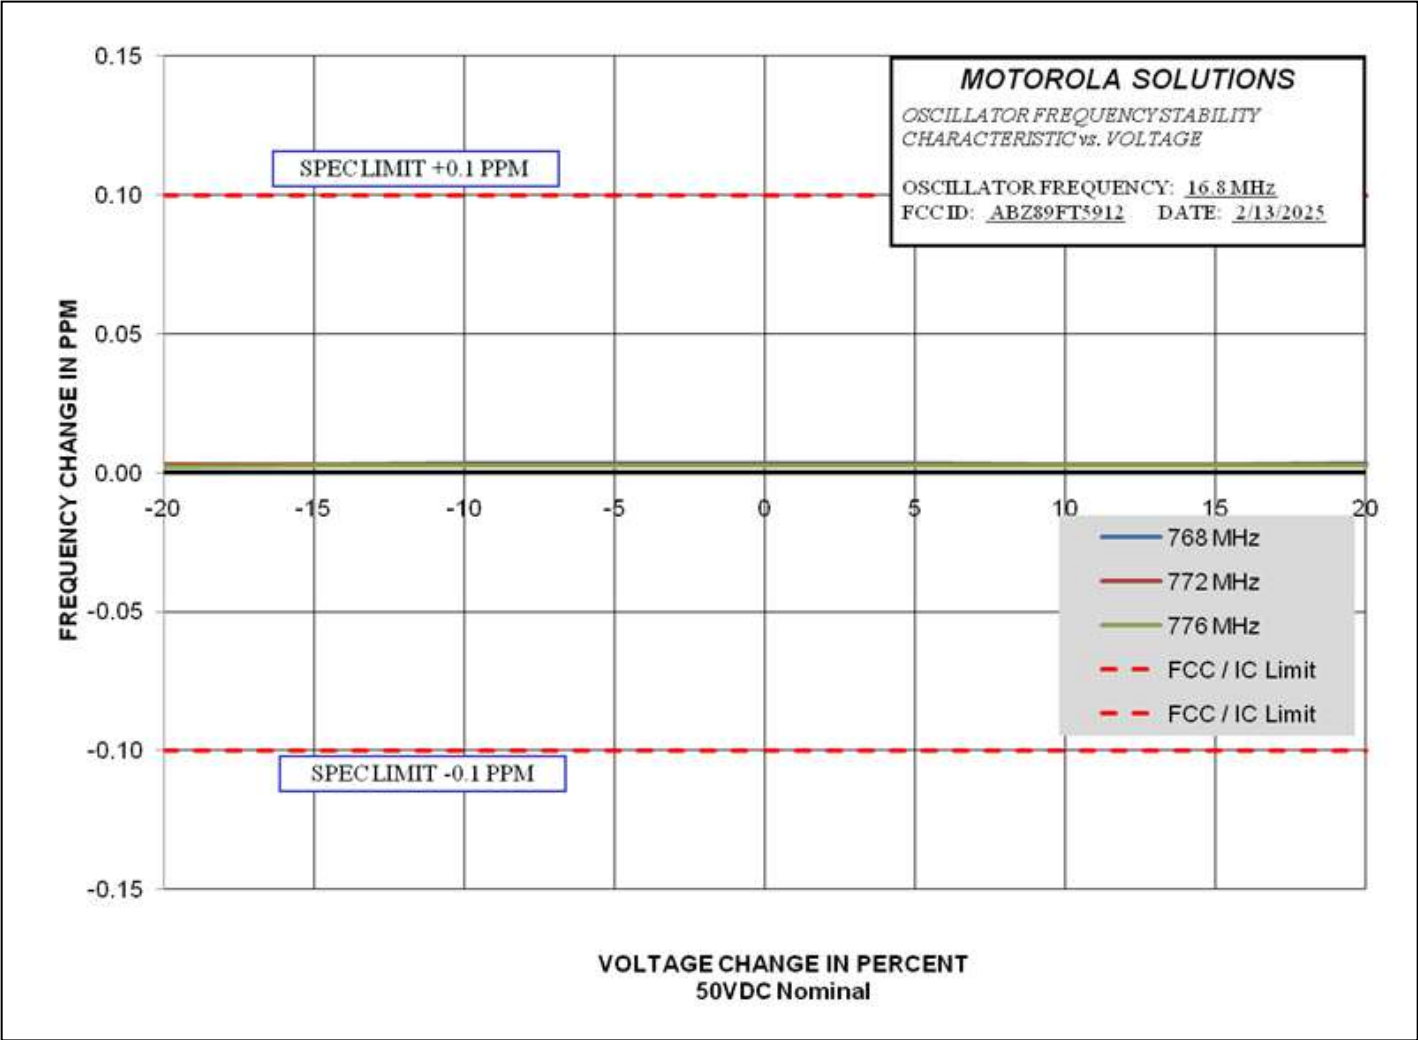 0.15
MOTOROLA SOLUTIONS
OSCILLATOR FREQUENCY STABILITY
CHARACTERISTIC vs. VOLTAGE
OSCILLATOR FREQUENCY: 16.8 MHz
FCC ID: ABZ89FT5912 DATE: 2/13/2025
SPEC LIMIT +0.1 PPM
0.10
0.05
FREQUENCY CHANGE IN PPM
0.00
-20 -15 -10 -5 0 5 10 15 20
768 MHz
772 MHz
-0.05
776 MHz
FCC / IC Limit
FCC / IC Limit
-0.10
SPEC LIMIT -0.1 PPM
-0.15
VOLTAGE CHANGE IN PERCENT
50VDC Nominal